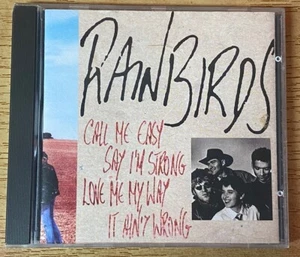 RAINBIRDS
CALL ME EASY
SAY I'M STRONG
LOVE ME MY WAY
IT AIN'T WRONG